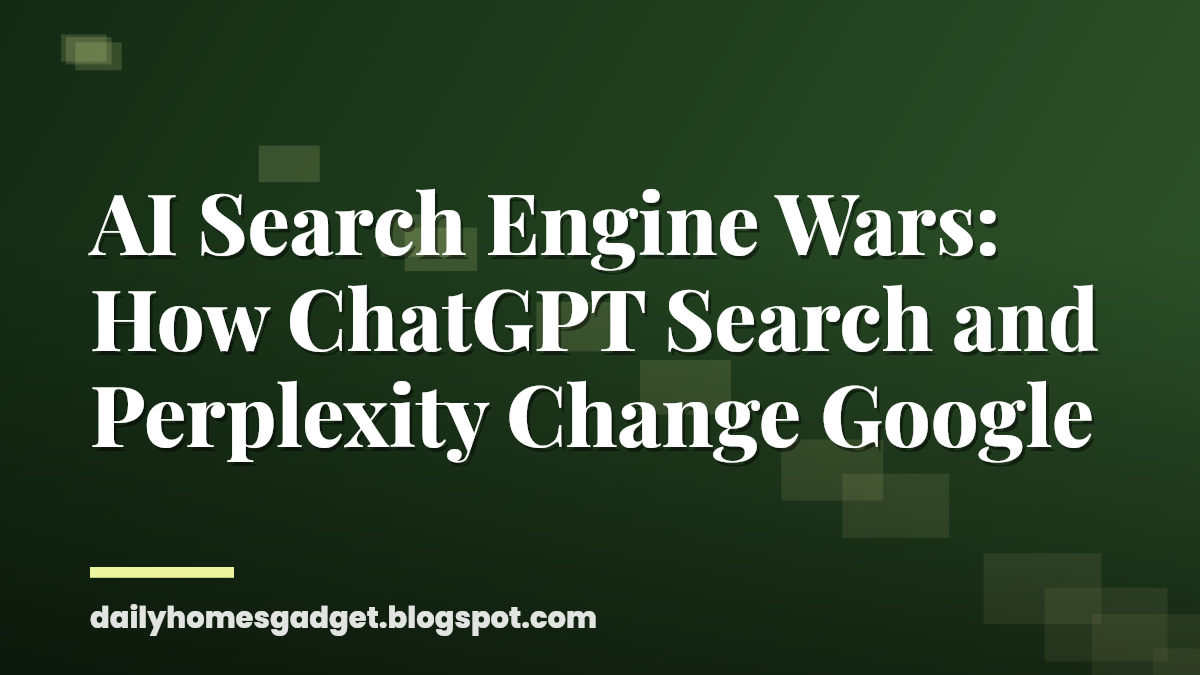 AI Search Engine Wars:
How ChatGPT Search and
Perplexity Change Google
dailyhomesgadget.blogspot.com